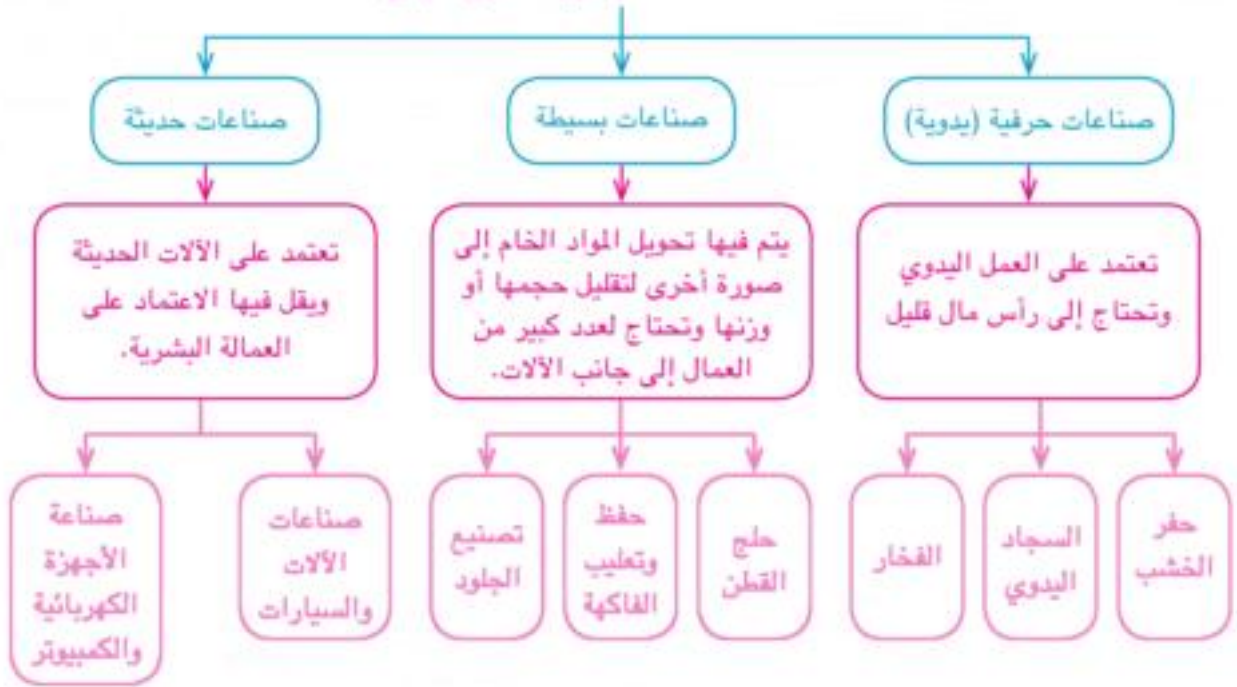 صناعات حرفية (يدوية)
صناعات بسيطة
صناعات حديثة
تعتمد على العمل اليدوي
وتحتاج إلى رأس مال قليل
يتم فيها تحويل المواد الخام إلى
صورة أخرى لتقليل حجمها أو
وزنها وتحتاج لعدد كبير من
العمال إلى جانب الآلات.
تعتمد على الآلات الحديثة
ويقل فيها الاعتماد على
العمالة البشرية.
حفر
الخشب
السجاد
اليدوي
الفخار
حلج
القطن
حفظ
وتعليب
الفاكهة
تصنيع
الجلود
صناعات
الآلات
والسيارات
صناعة
الأجهزة
الكهربائية
والكمبيوتر